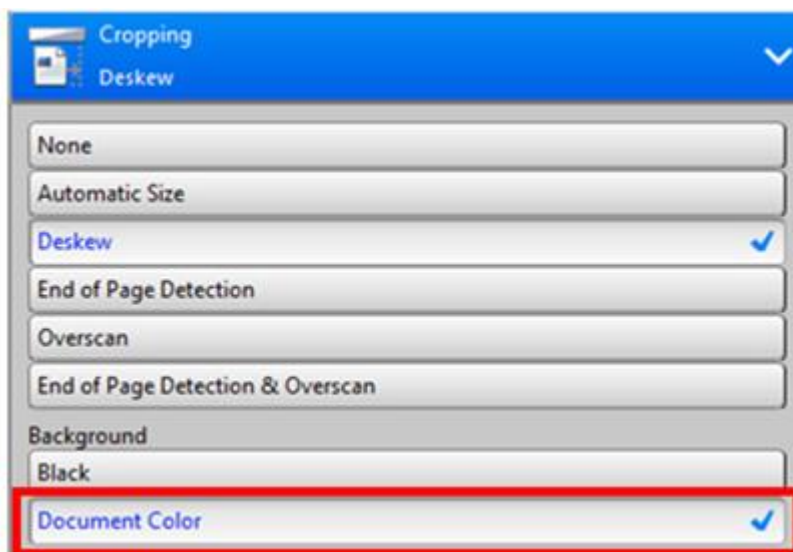 Cropping
Deskew
None
Automatic Size
Deskew
End of Page Detection
Overscan
End of Page Detection & Overscan
Background
Black
Document Color